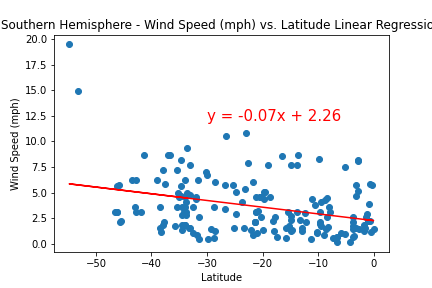 Southern Hemisphere - Wind Speed (mph) vs. Latitude Linear Regressio
20.0
17.5
15.0
12.5
10.0
7.5
5.0
2.5
0.0
Wind Speed (mph)
y = -0.07x + 2.26
−50 −40 −30 −20 −10 0
Latitude